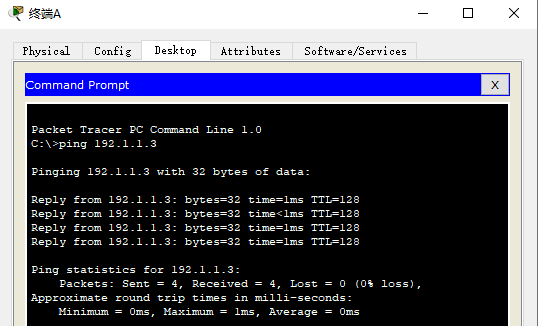 终端A
Physical Config Desktop Attributes Software/Services
Command Prompt X
Packet Tracer PC Command Line 1.0
C:\>ping 192.1.1.3
Pinging 192.1.1.3 with 32 bytes of data:
Reply from 192.1.1.3: bytes=32 time=1ms TTL=128
Reply from 192.1.1.3: bytes=32 time<1ms TTL=128
Reply from 192.1.1.3: bytes=32 time=1ms TTL=128
Reply from 192.1.1.3: bytes=32 time=1ms TTL=128
Ping statistics for 192.1.1.3:
Packets: Sent = 4, Received = 4, Lost = 0 (0% loss),
Approximate round trip times in milli-seconds:
Minimum = 0ms, Maximum = 1ms, Average = 0ms